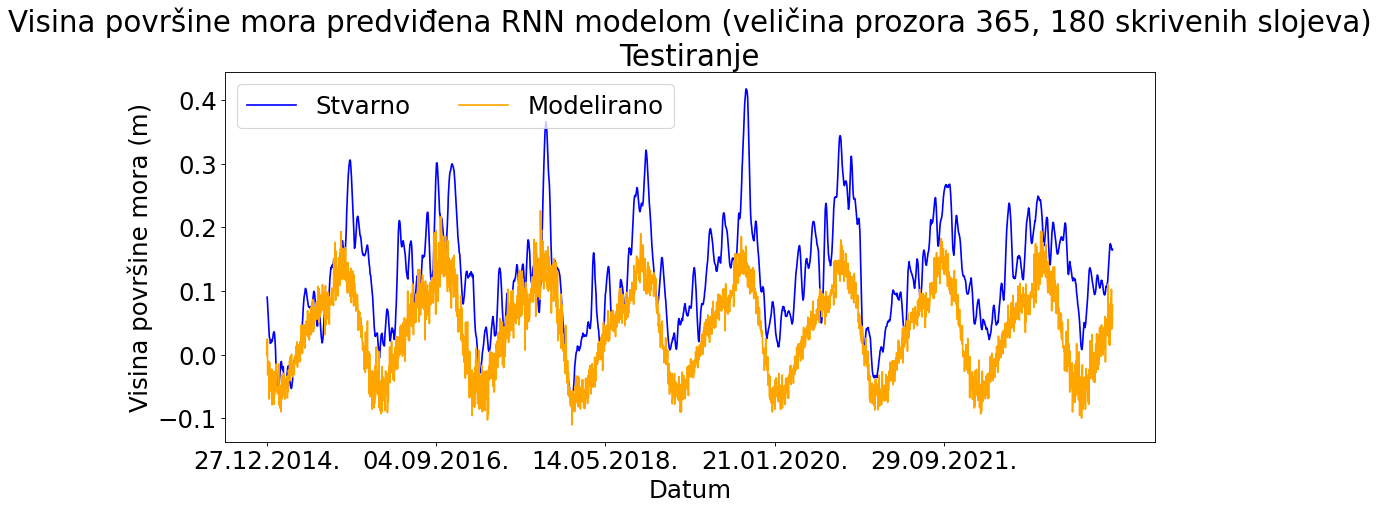 Visina površine mora predviđena RNN modelom (veličina prozora 365, 180 skrivenih slojeva)
Testiranje
Stvarno
Modelirano
Visina površine mora (m)
0.4
0.3
0.2
0.1
0.0
−0.1
27.12.2014.
04.09.2016.
14.05.2018.
21.01.2020.
29.09.2021.
Datum